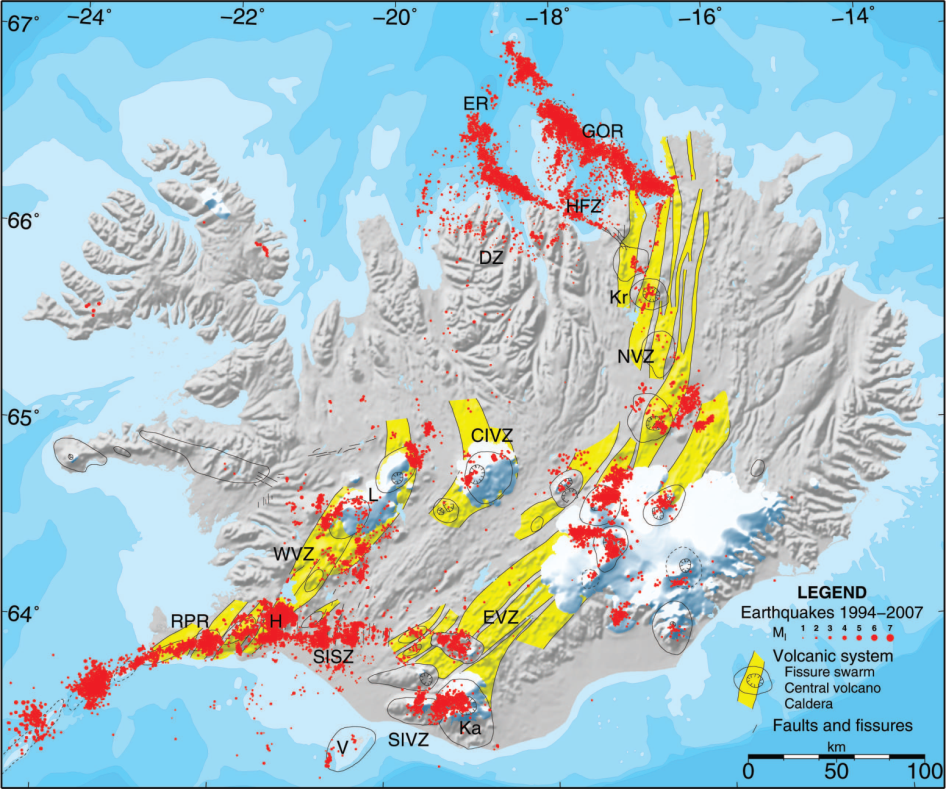 −24° −22° −20° −18° −16° −14°
67°
ER
GOR
66°
HFZ
DZ
Kr
NVZ
65°
CIVZ
L
WVZ
64°
RPR
H
EVZ
SISZ
SIVZ
Ka
V
LEGEND
Earthquakes 1994–2007
Ml 1 2 3 4 5 6 7
Volcanic system
Fissure swarm
Central volcano
Caldera
Faults and fissures
km
0 50 100